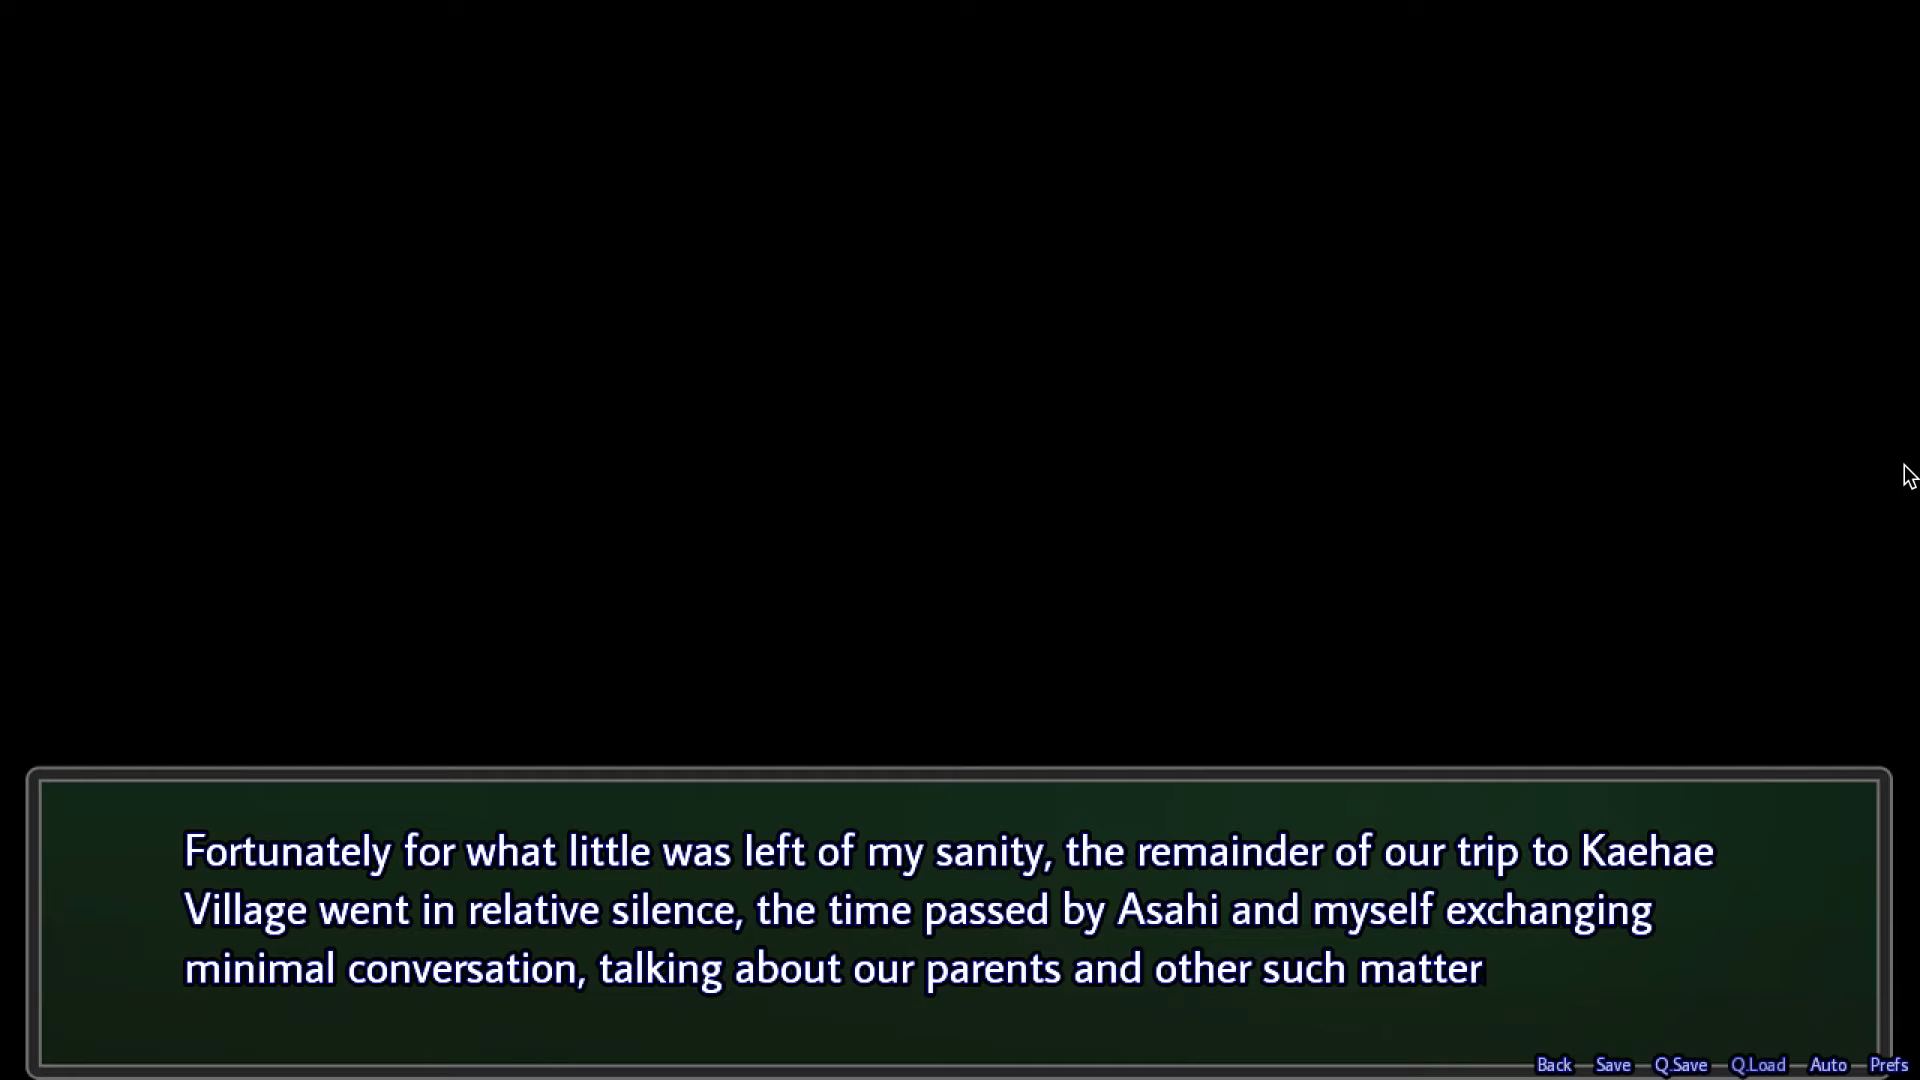 Fortunately for what little was left of my sanity, the remainder of our trip to Kaehae
Village went in relative silence, the time passed by Asahi and myself exchanging
minimal conversation, talking about our parents and other such matter
Back Save Q.Save Q.Load Auto Prefs